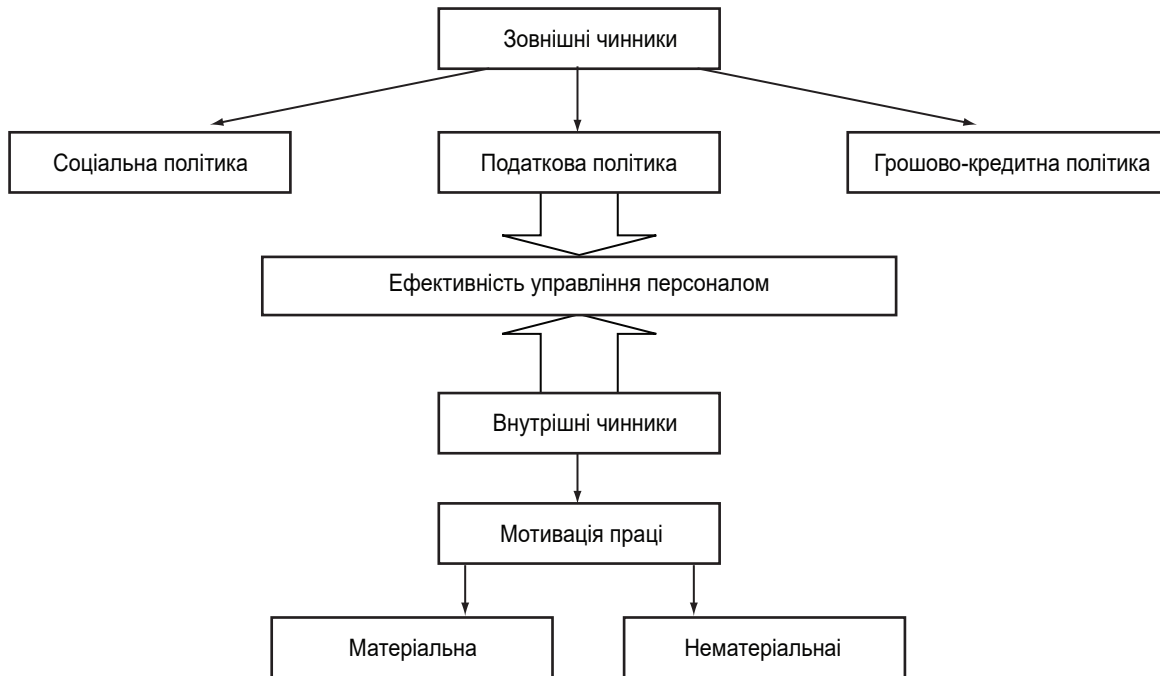 Зовнішні чинники
Соціальна політика
Податкова політика
Грошово-кредитна політика
Ефективність управління персоналом
Внутрішні чинники
Мотивація праці
Матеріальна
Нематеріальнаі